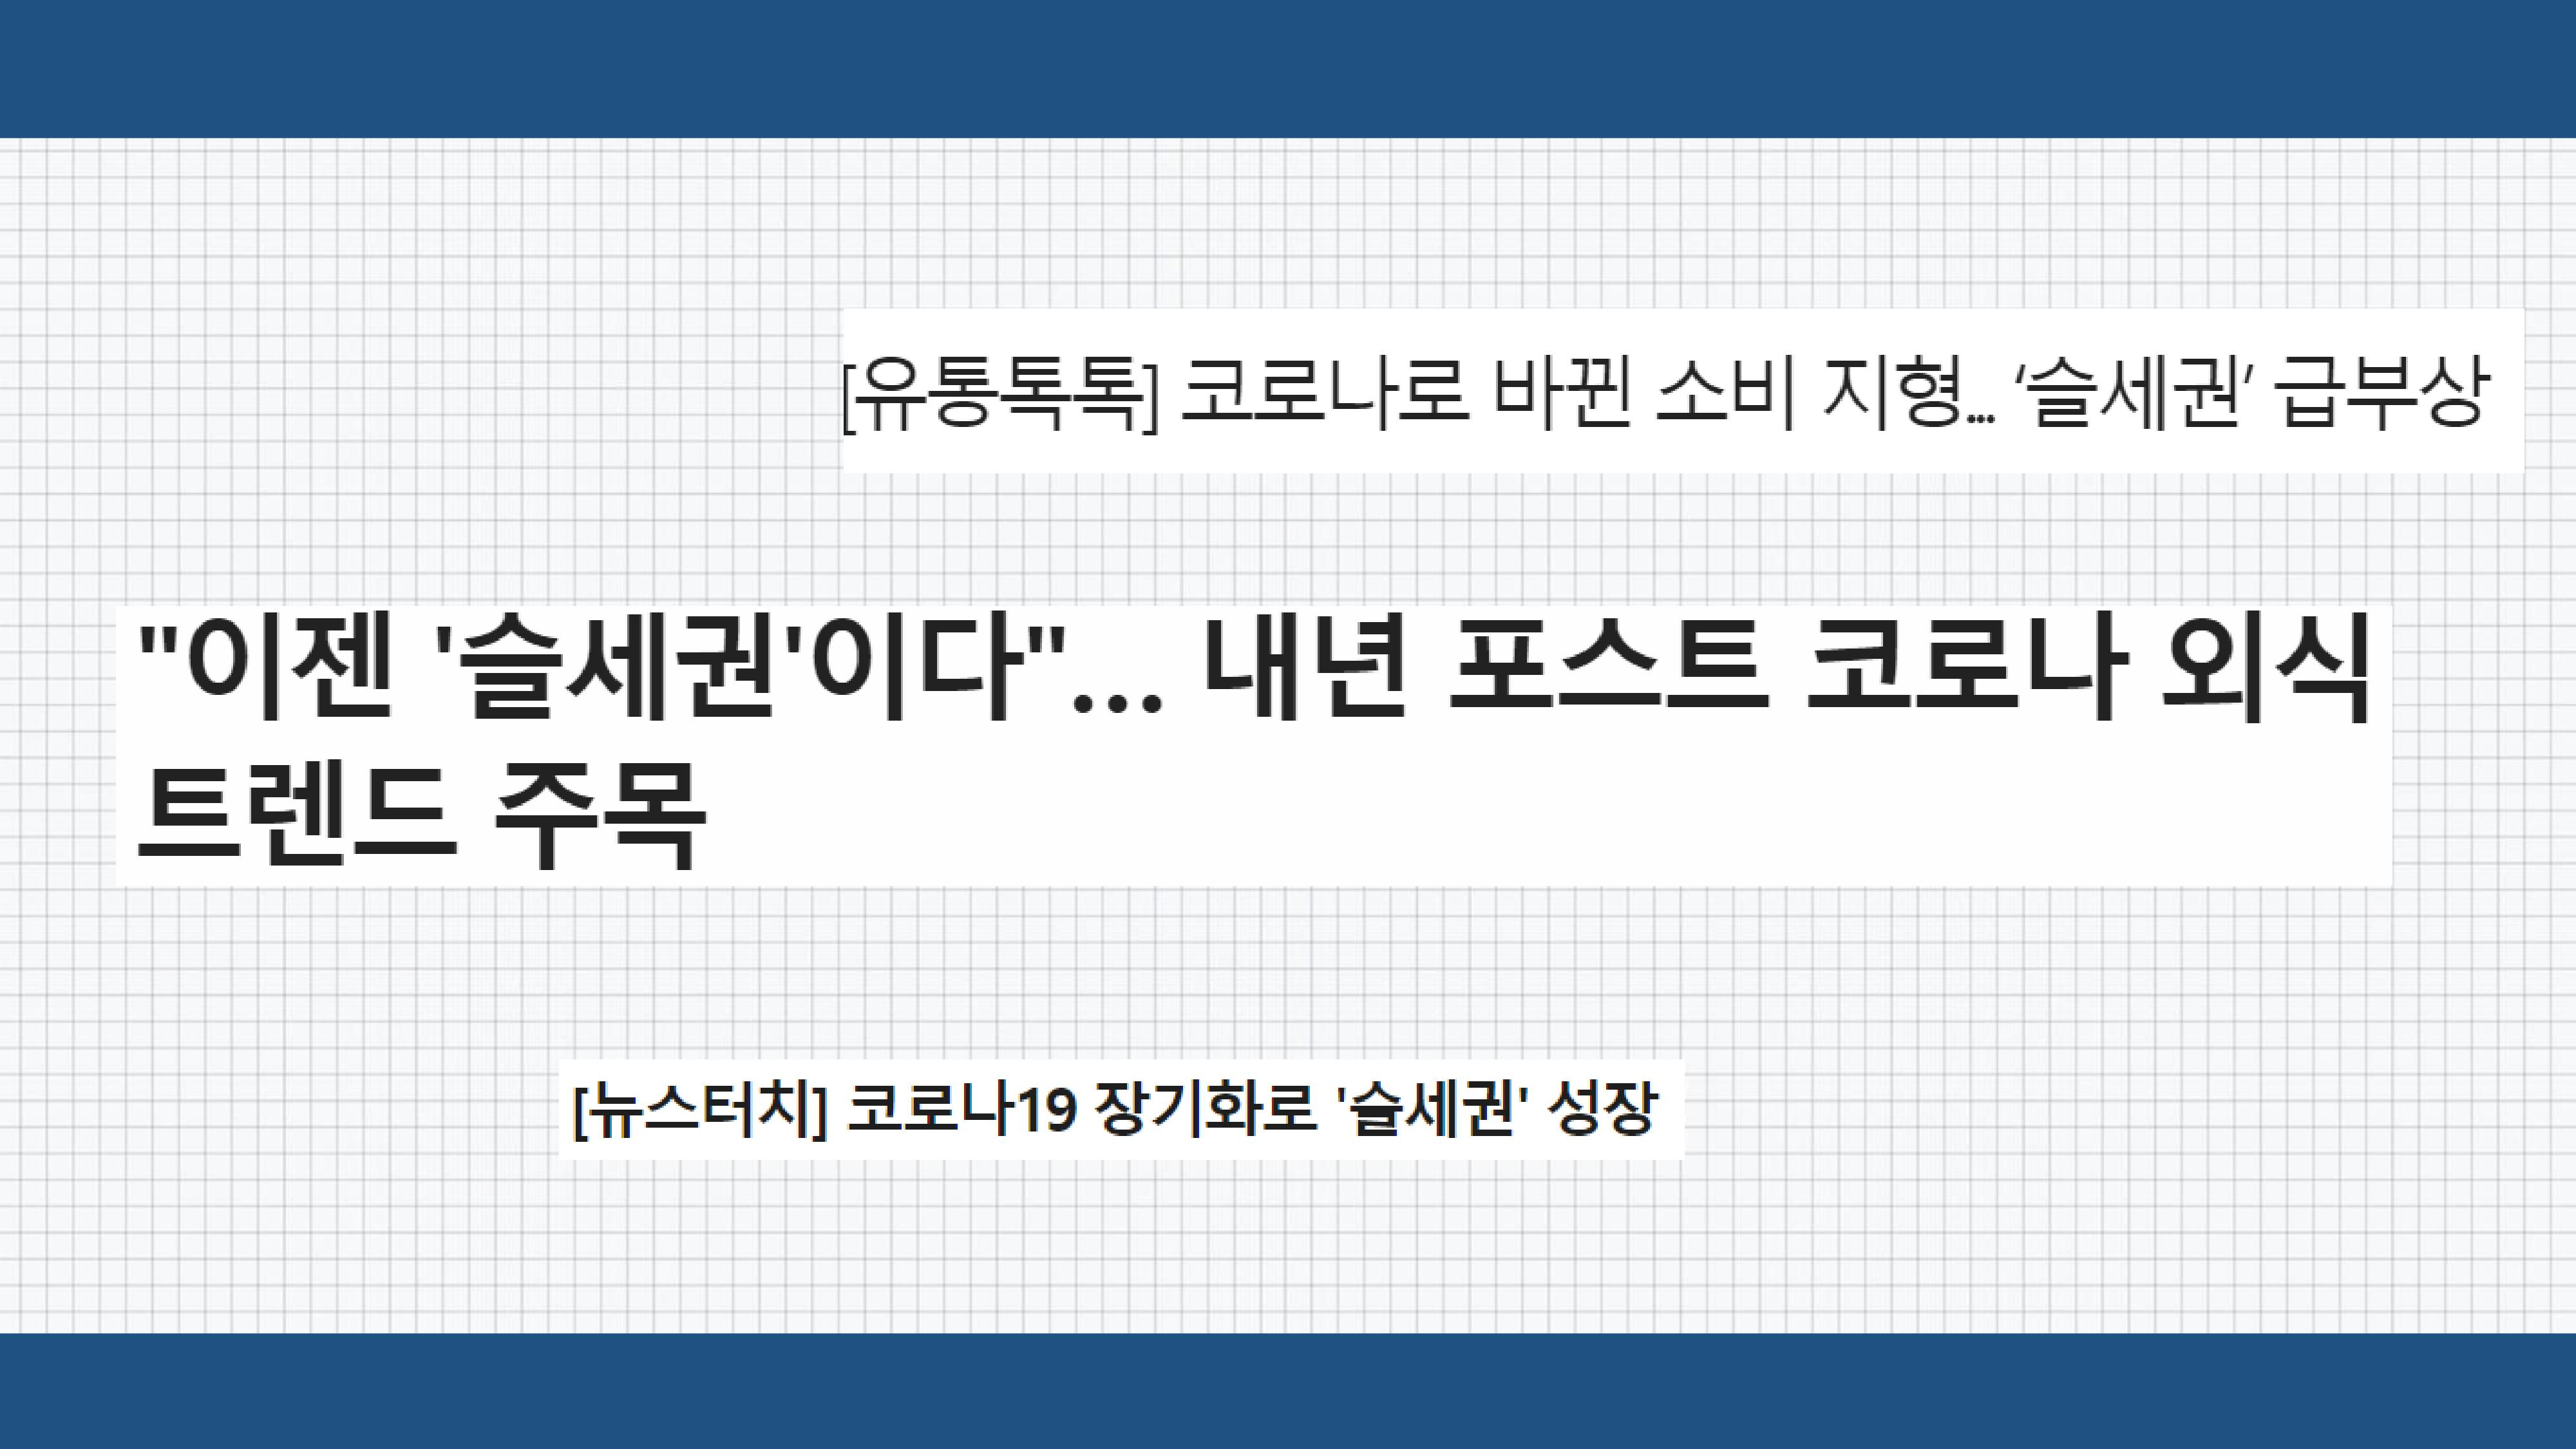 [유통톡톡] 코로나로 바뀐 소비 지형... ‘슬세권’ 급부상
"이젠 '슬세권'이다"... 내년 포스트 코로나 외식
트렌드 주목
[뉴스터치] 코로나19 장기화로 '슬세권' 성장